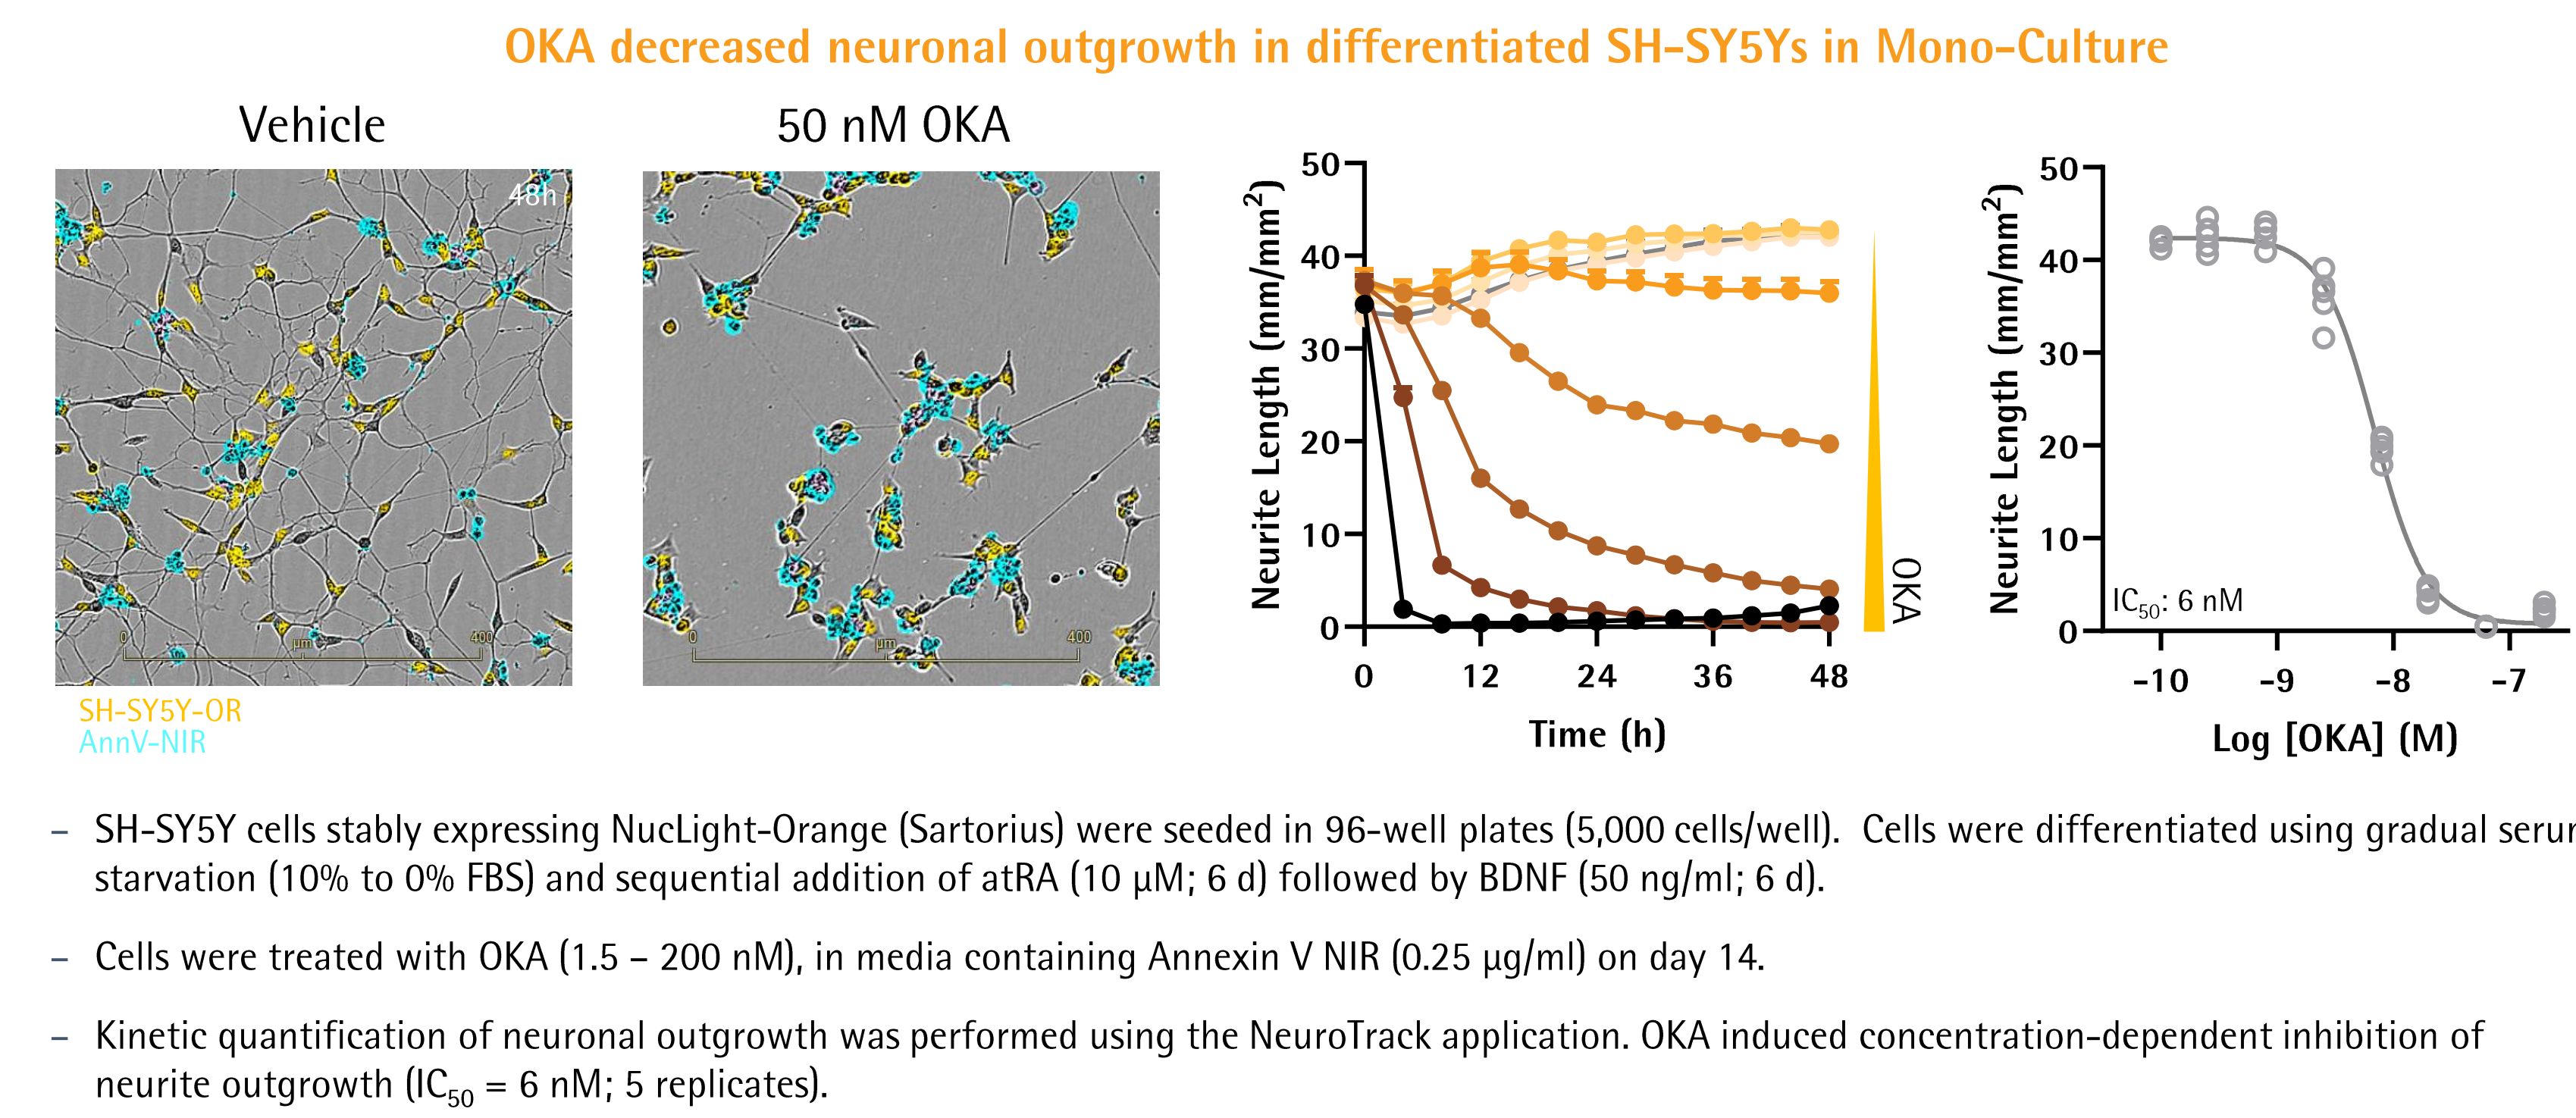 OKA decreased neuronal outgrowth in differentiated SH-SY5Ys in Mono-Culture
Vehicle
50 nM OKA
48h
0 µm 400
0 µm 400
SH-SY5Y-OR
AnnV-NIR
Neurite Length (mm/mm²)
50
40
30
20
10
0
0 12 24 36 48
Time (h)
OKA
Neurite Length (mm/mm²)
50
40
30
20
10
0
IC₅₀: 6 nM
-10 -9 -8 -7
Log [OKA] (M)
– SH-SY5Y cells stably expressing NucLight-Orange (Sartorius) were seeded in 96-well plates (5,000 cells/well). Cells were differentiated using gradual
starvation (10% to 0% FBS) and sequential addition of atRA (10 µM; 6 d) followed by BDNF (50 ng/ml; 6 d).
– Cells were treated with OKA (1.5 – 200 nM), in media containing Annexin V NIR (0.25 µg/ml) on day 14.
– Kinetic quantification of neuronal outgrowth was performed using the NeuroTrack application. OKA induced concentration-dependent inhibition of
neurite outgrowth (IC₅₀ = 6 nM; 5 replicates).